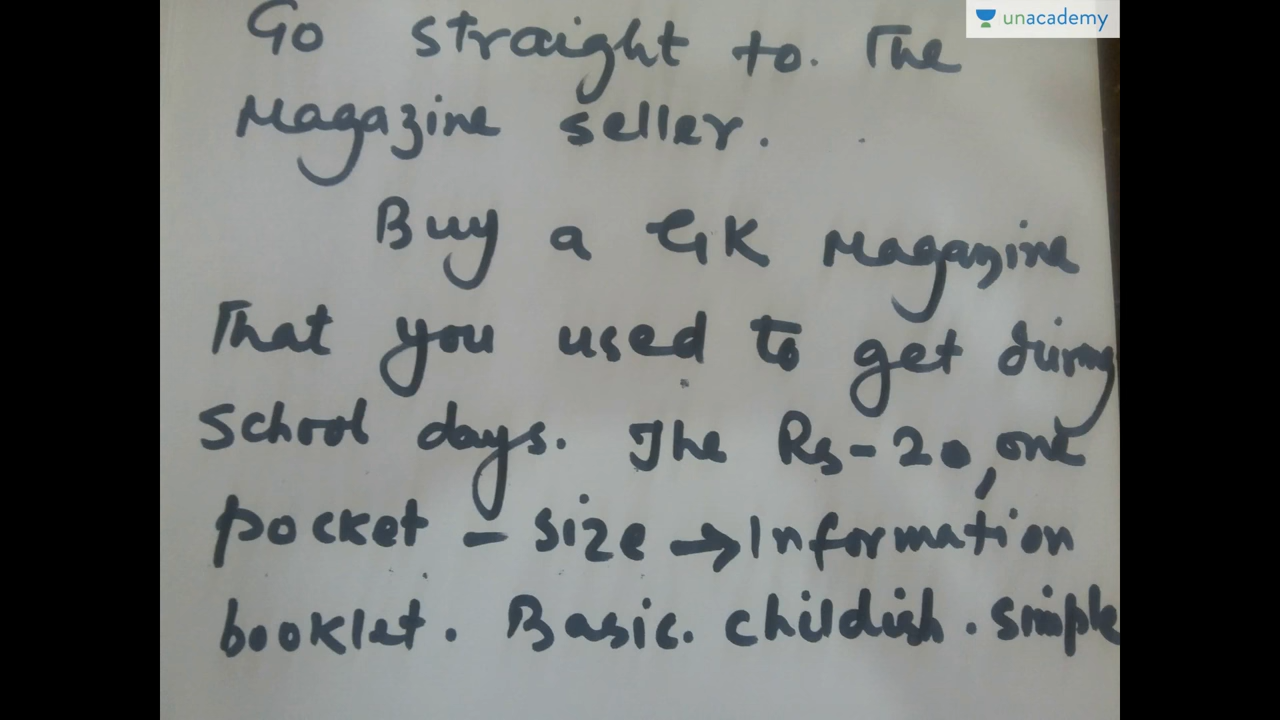 unacademy
Go straight to. The
Magazine seller.
Buy a GK Magazine
That you used to get during
School days. The Rs-20, one
pocket - size → Information
booklet. Basic. childish. simple